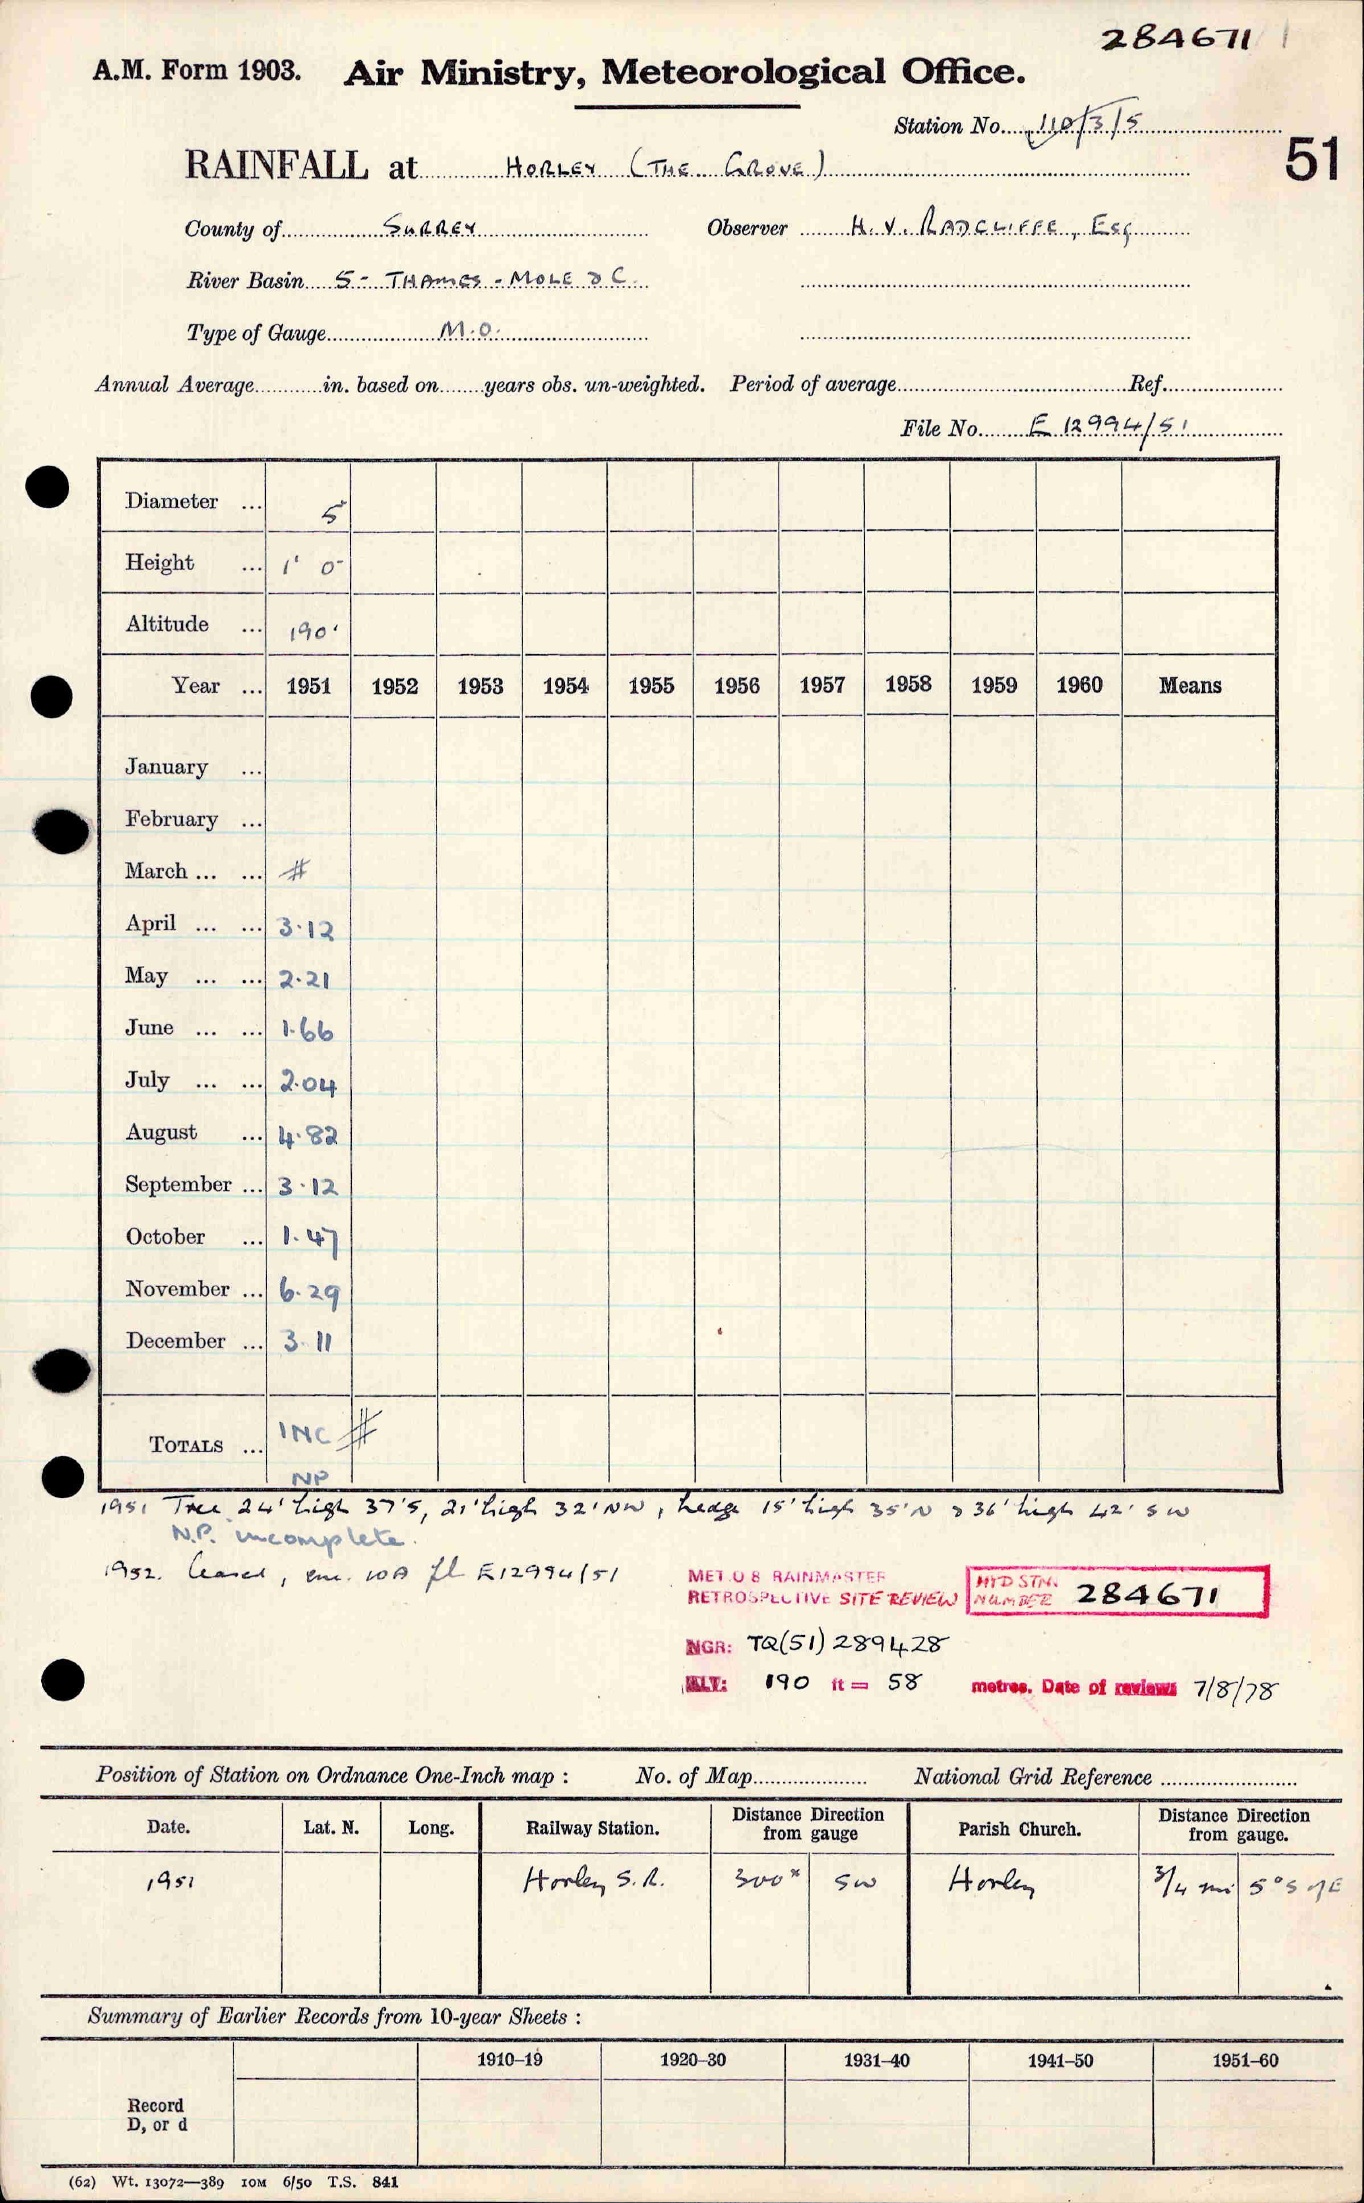 284671
A.M. Form 1903. Air Ministry, Meteorological Office.
Station No. 110/3/5
51
RAINFALL at HORLEY (THE GROVE)
County of SURREY Observer H. V. RADCLIFFE, Esq
River Basin 5 - THAMES - MOLE & C.
Type of Gauge M.O.
Annual Average in. based on years obs. un-weighted. Period of average Ref.
File No. E 12994/51
Diameter ... 5"
Height ... 1' 0"
Altitude ... 190'
Year ... 1951 1952 1953 1954 1955 1956 1957 1958 1959 1960 Means
January ...
February ...
March ... ... #
April ... ... 3.12
May ... ... 2.21
June ... ... 1.66
July ... ... 2.04
August ... 4.82
September ... 3.12
October ... 1.47
November ... 6.29
December ... 3.11
TOTALS ... INC #
NP
1951 Tree 24' high 37' S, 21' high 32' NW, hedge 15' high 35' N & 36' high 42' SW
N.P. incomplete.
1952. Ceased, 10A E12994/51
MET.O 8 RAINMASTER
RETROSPECTIVE SITE REVIEW
HYD STN. NUMBER 284671
NGR: TQ(51) 289428
ALT: 190 ft = 58 metres. Date of review 7/8/78
Position of Station on Ordnance One-Inch map : No. of Map National Grid Reference
Date. Lat. N. Long. Railway Station. Distance Direction from gauge Parish Church. Distance Direction from gauge.
1951 Horley S.R. 300x SW Horley 3/4 mi 5° S of E
Summary of Earlier Records from 10-year Sheets :
1910–19 1920–30 1931–40 1941–50 1951–60
Record
D, or d
(62) Wt. 13072—389 10M 6/50 T.S. 841